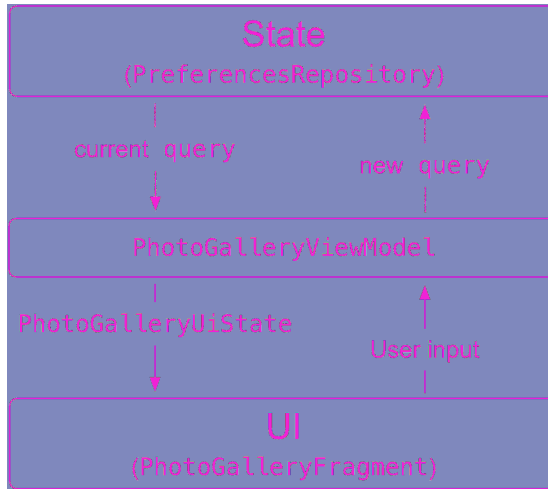 State
(PreferencesRepository)
current query
new query
PhotoGalleryViewModel
PhotoGalleryUiState
User input
UI
(PhotoGalleryFragment)